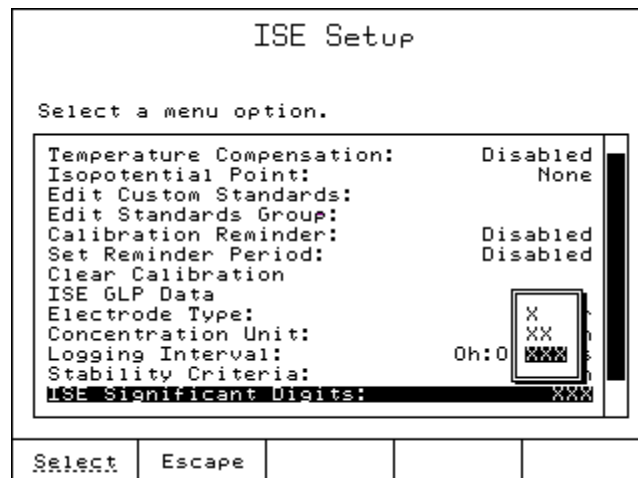 ISE Setup
Select a menu option.
Temperature Compensation: Disabled
Isopotential Point: None
Edit Custom Standards:
Edit Standards Group:
Calibration Reminder: Disabled
Set Reminder Period: Disabled
Clear Calibration
ISE GLP Data
Electrode Type:
X
Concentration Unit:
XX
Logging Interval: 0h:0
XXX
Stability Criteria:
ISE Significant Digits: XXX
Select Escape